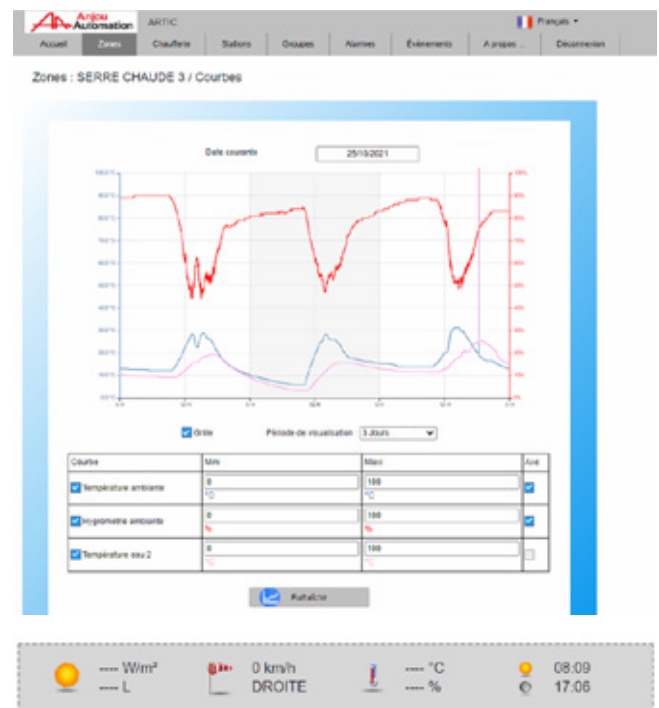 Anjou
Automation
ARTIC
Français
Accueil Zones Chaufferie Stations Groupes Alarmes Évènements A propos ... Déconnexion
Zones : SERRE CHAUDE 3 / Courbes
Date courante 25/10/2021
Grille Période de visualisation 3 Jours
Courbe Mini Maxi Axe
Température ambiante 0 100
°C °C
Hygrométrie ambiante 0 100
% %
Température eau 2 0 100
°C °C
Rafraîchir
---- W/m² 0 km/h ---- °C 08:09
---- L DROITE ---- % 17:06